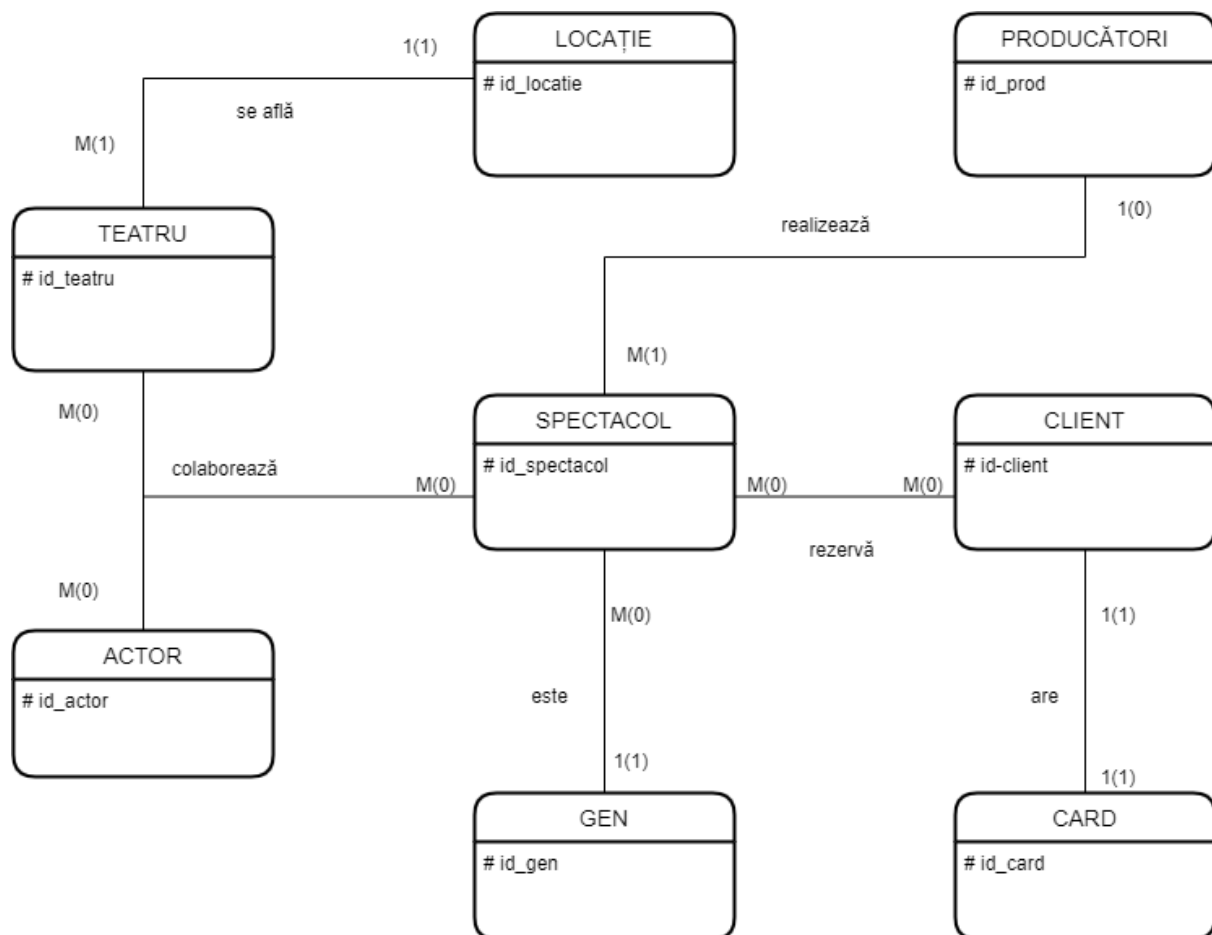 LOCAȚIE
# id_locatie
PRODUCĂTORI
# id_prod
1(1)
se află
M(1)
1(0)
realizează
M(1)
TEATRU
# id_teatru
M(0)
colaborează
M(0)
M(0)
SPECTACOL
# id_spectacol
M(0)
M(0)
rezervă
CLIENT
# id-client
ACTOR
# id_actor
M(0)
este
1(1)
1(1)
are
1(1)
GEN
# id_gen
CARD
# id_card